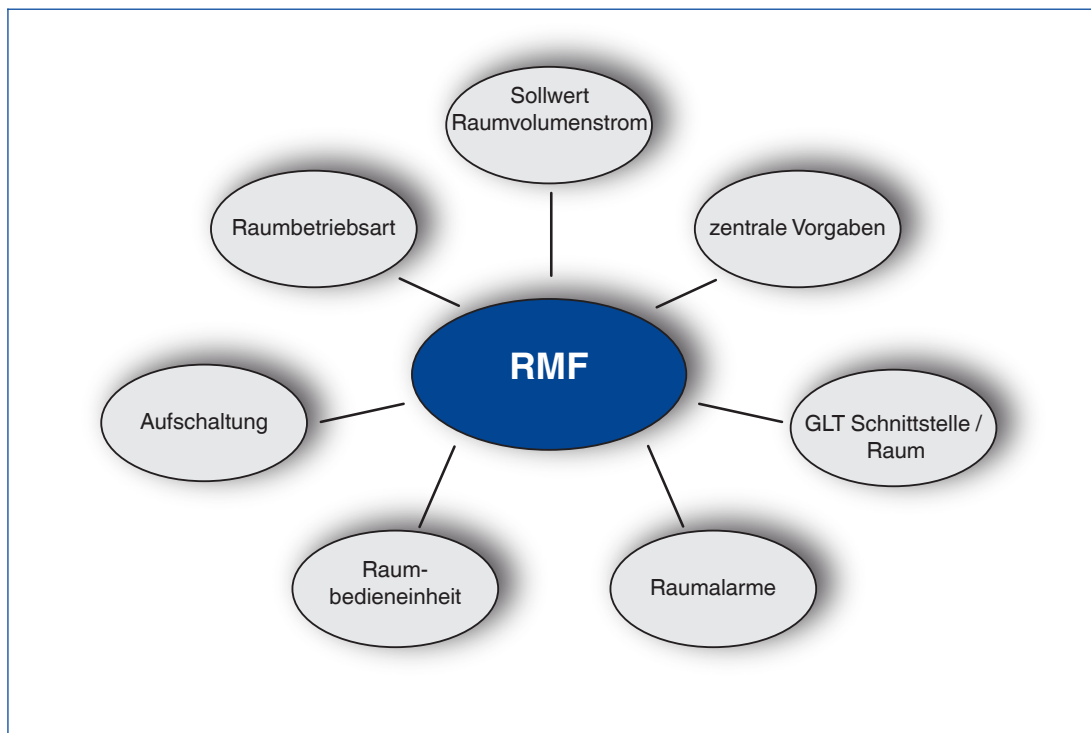 Sollwert
Raumvolumenstrom
Raumbetriebsart
zentrale Vorgaben
RMF
Aufschaltung
GLT Schnittstelle /
Raum
Raum-
bedieneinheit
Raumalarme